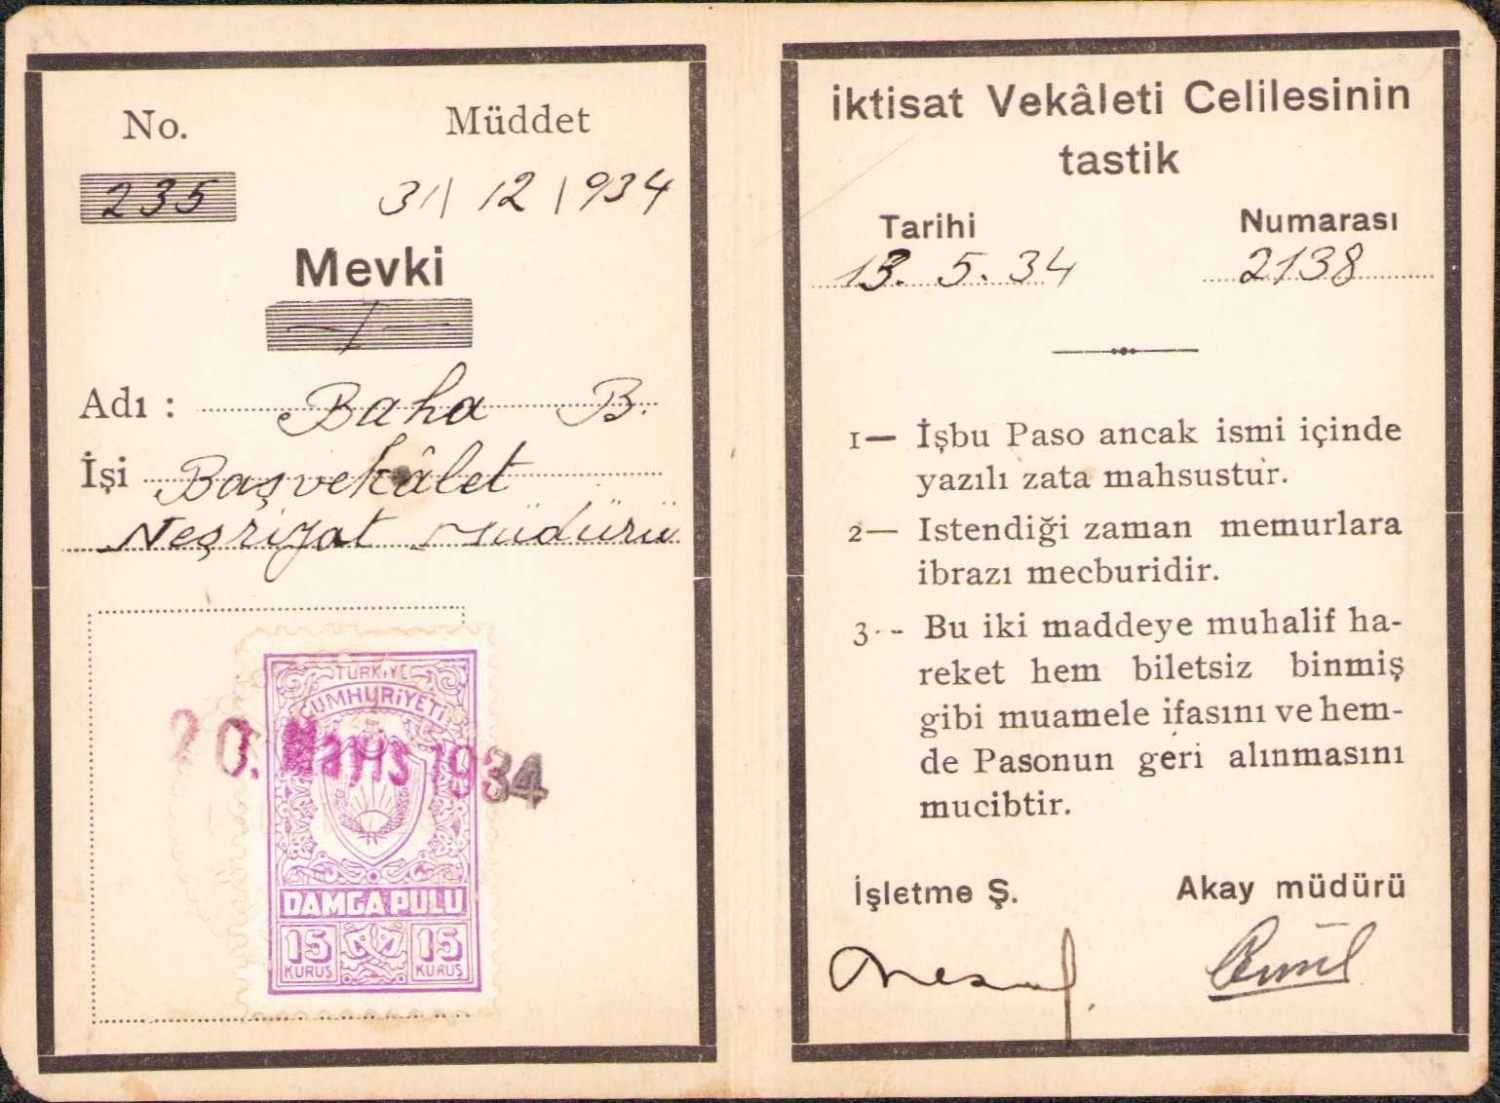 No. Müddet
235 31/12/934
Mevki
1
Adı : Baha B.
İşi Başvekâlet
Neşriyat Müdürü
TÜRKİYE
CUMHURİYETİ
20. Mayıs 1934
DAMGA PULU
15 15
KURUŞ KURUŞ
iktisat Vekâleti Celilesinin
tastik
Tarihi Numarası
13. 5. 34 2138
1— İşbu Paso ancak ismi içinde
yazılı zata mahsustur.
2— Istendiği zaman memurlara
ibrazı mecburidir.
3-- Bu iki maddeye muhalif ha-
reket hem biletsiz binmiş
gibi muamele ifasını ve hem-
de Pasonun geri alınmasını
mucibtir.
İşletme Ş. Akay müdürü